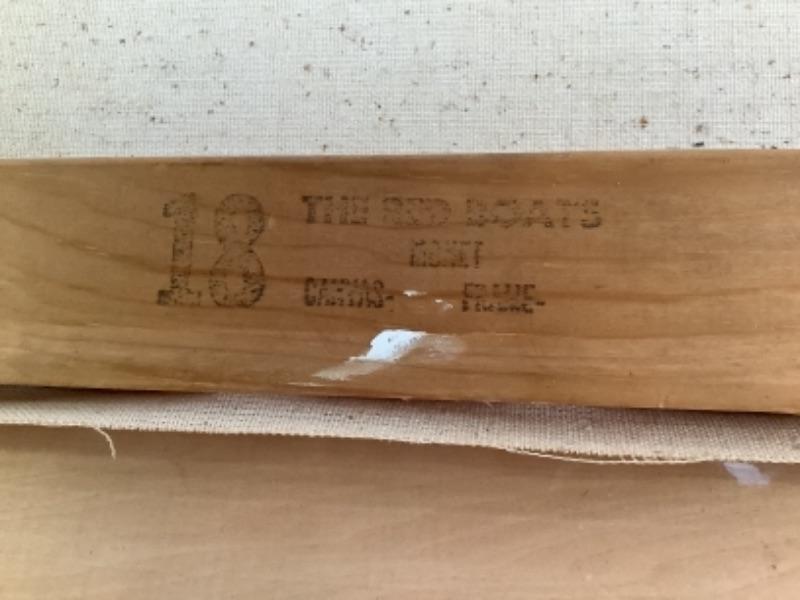 18
THE RED BOATS
MONET
CANVAS- FRAME-